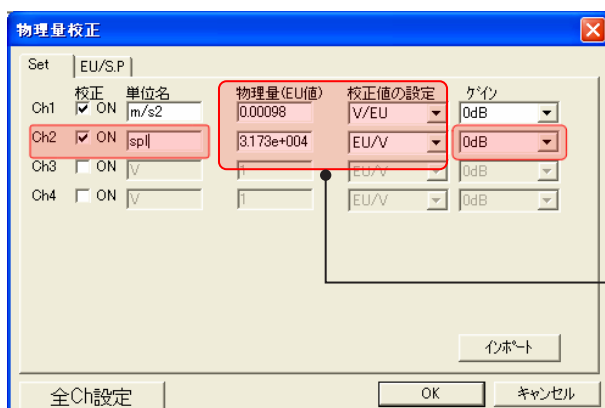 物理量校正
Set EU/S.P
校正 単位名 物理量(EU値) 校正値の設定 ゲイン
Ch1 ON m/s2 0.00098 V/EU 0dB
Ch2 ON spl 3.173e+004 EU/V 0dB
Ch3 ON V 1 EU/V 0dB
Ch4 ON V 1 EU/V 0dB
インポート
全Ch設定 OK キャンセル